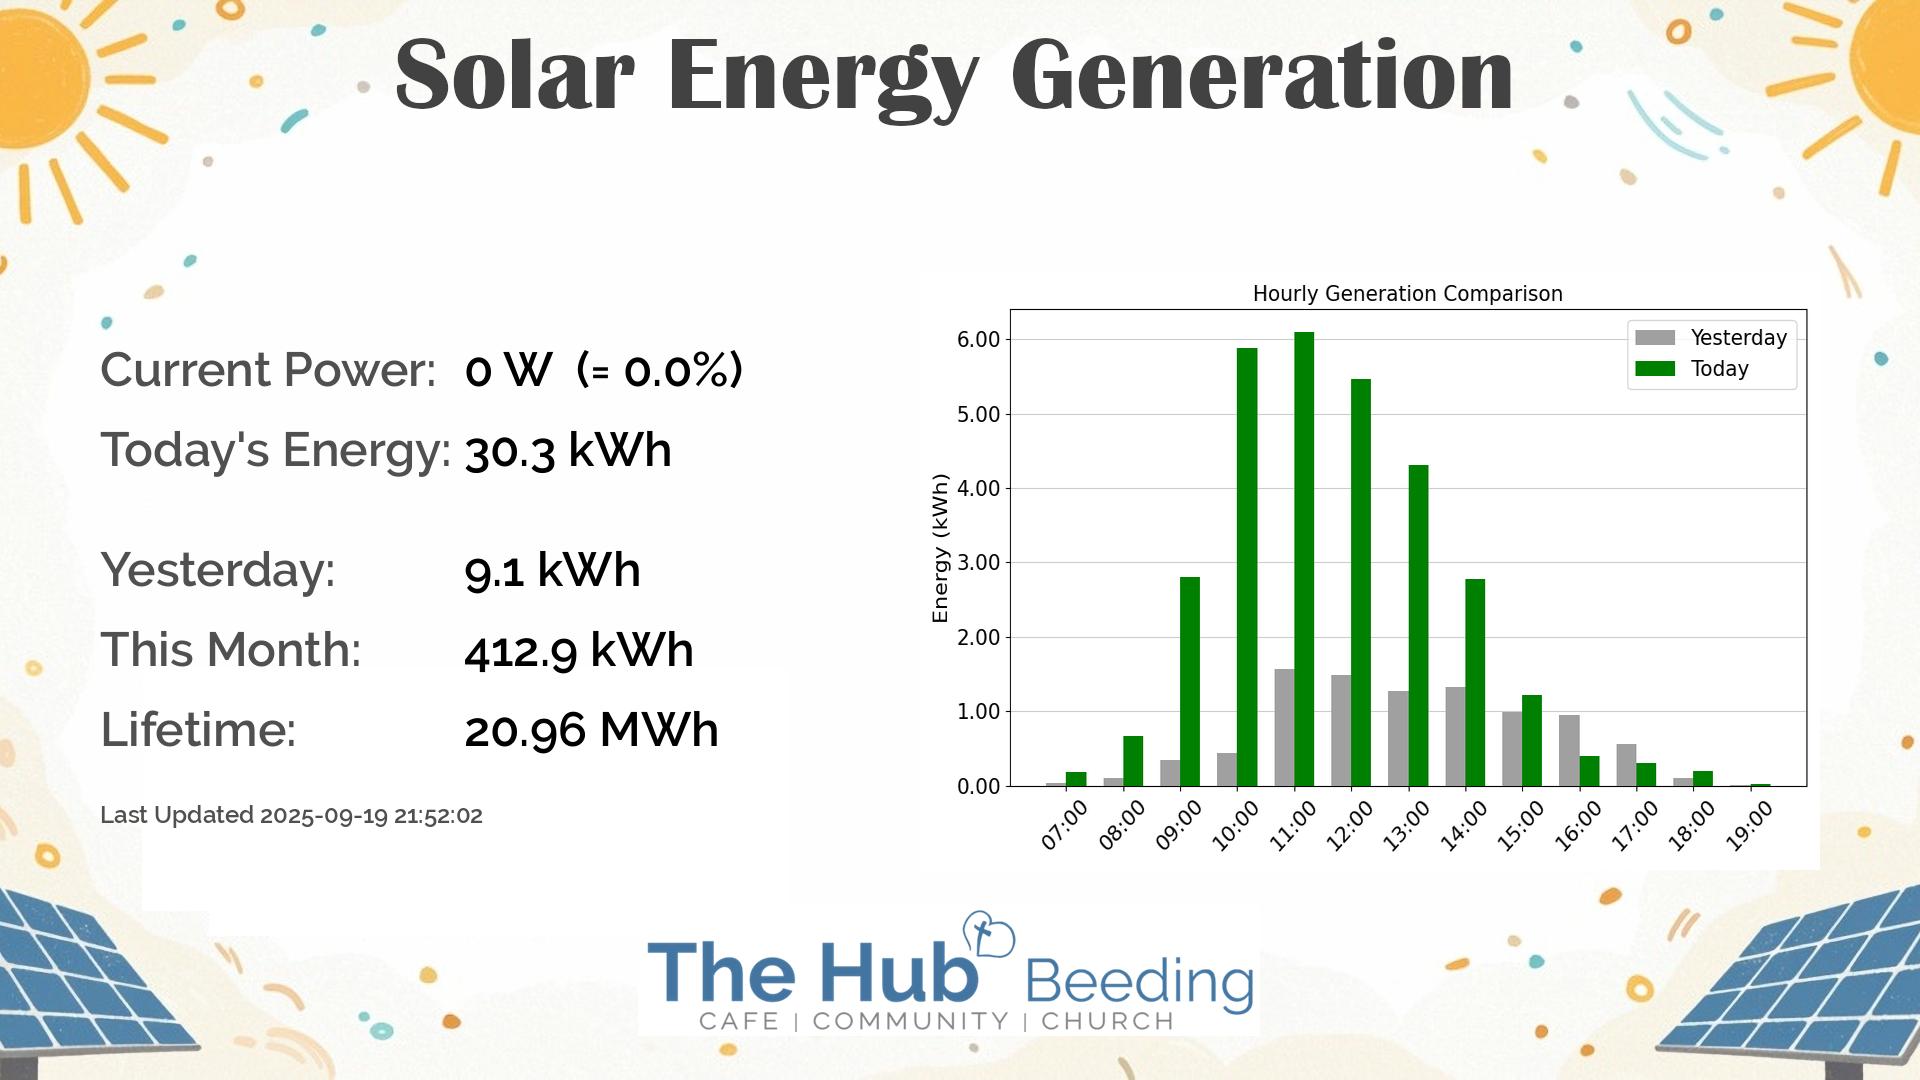 Solar Energy Generation
Current Power: 0 W (= 0.0%)
Today's Energy: 30.3 kWh
Yesterday: 9.1 kWh
This Month: 412.9 kWh
Lifetime: 20.96 MWh
Last Updated 2025-09-19 21:52:02
Hourly Generation Comparison
Yesterday
Today
Energy (kWh)
6.00
5.00
4.00
3.00
2.00
1.00
0.00
07:00 08:00 09:00 10:00 11:00 12:00 13:00 14:00 15:00 16:00 17:00 18:00 19:00
The Hub Beeding
CAFE | COMMUNITY | CHURCH